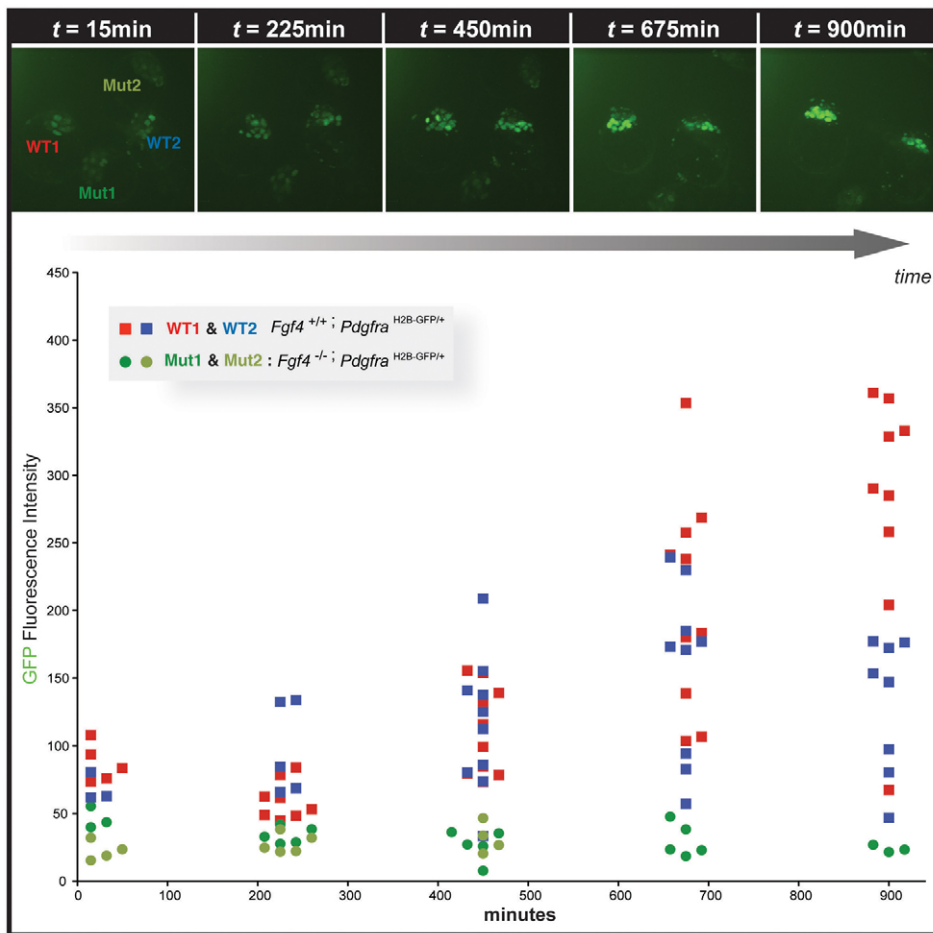 t = 15min t = 225min t = 450min t = 675min t = 900min
Mut2
WT1 WT2
Mut1
time
450
400
350
300
250
200
150
100
50
0
GFP Fluorescence Intensity
WT1 & WT2 Fgf4 +/+ ; Pdgfra H2B-GFP/+
Mut1 & Mut2 : Fgf4 -/- ; Pdgfra H2B-GFP/+
0 100 200 300 400 500 600 700 800 900
minutes